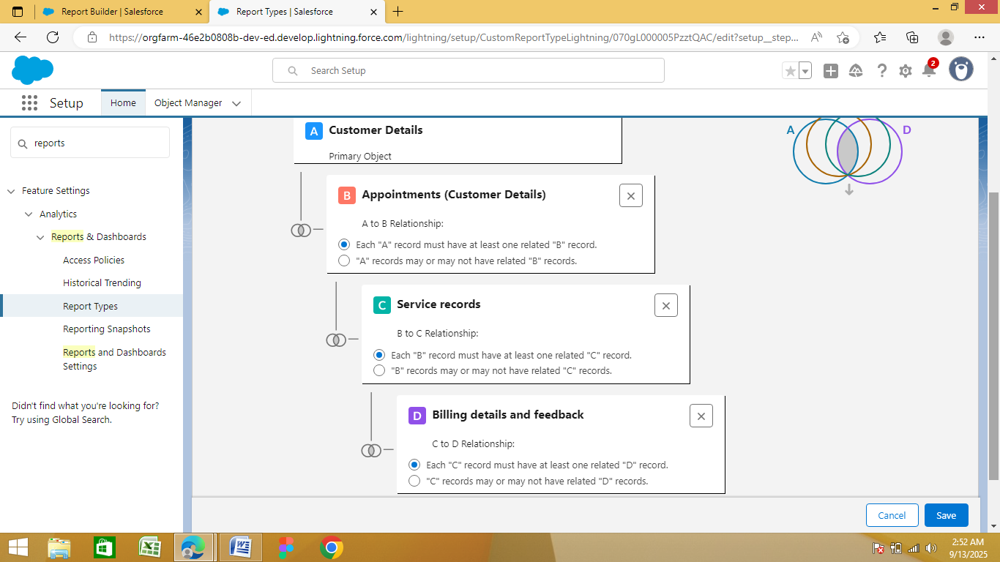 Report Builder | Salesforce
Report Types | Salesforce
https://orgfarm-46e2b0808b-dev-ed.develop.lightning.force.com/lightning/setup/CustomReportTypeLightning/070gL000005PzztQAC/edit?setup__step...
Search Setup
2
Setup
Home
Object Manager
reports
Feature Settings
Analytics
Reports & Dashboards
Access Policies
Historical Trending
Report Types
Reporting Snapshots
Reports and Dashboards
Settings
Didn't find what you're looking for?
Try using Global Search.
A Customer Details
Primary Object
B Appointments (Customer Details)
A to B Relationship:
Each "A" record must have at least one related "B" record.
"A" records may or may not have related "B" records.
C Service records
B to C Relationship:
Each "B" record must have at least one related "C" record.
"B" records may or may not have related "C" records.
D Billing details and feedback
C to D Relationship:
Each "C" record must have at least one related "D" record.
"C" records may or may not have related "D" records.
A
D
Cancel
Save
2:52 AM
9/13/2025